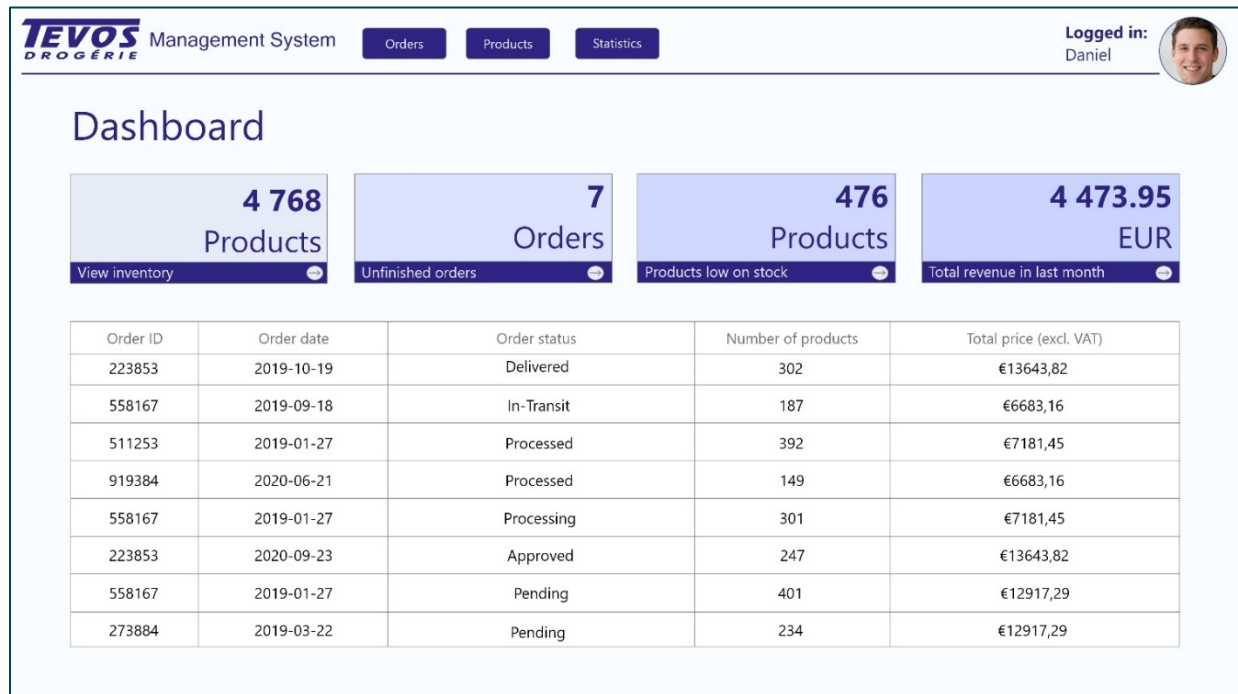 TEVOS
DROGÉRIE
Management System
Orders
Products
Statistics
Logged in:
Daniel
Dashboard
4 768
Products
View inventory
7
Orders
Unfinished orders
476
Products
Products low on stock
4 473.95
EUR
Total revenue in last month
Order ID Order date Order status Number of products Total price (excl. VAT)
223853 2019-10-19 Delivered 302 €13643,82
558167 2019-09-18 In-Transit 187 €6683,16
511253 2019-01-27 Processed 392 €7181,45
919384 2020-06-21 Processed 149 €6683,16
558167 2019-01-27 Processing 301 €7181,45
223853 2020-09-23 Approved 247 €13643,82
558167 2019-01-27 Pending 401 €12917,29
273884 2019-03-22 Pending 234 €12917,29